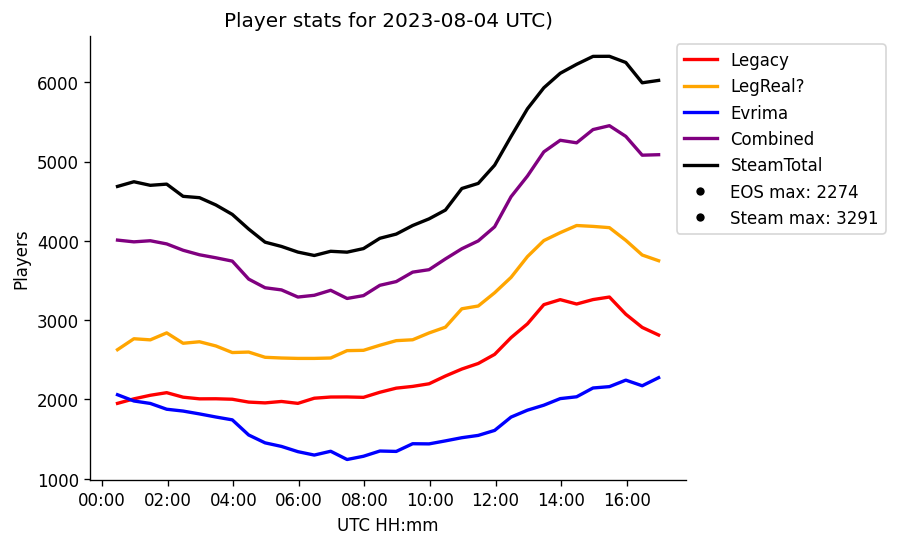 Player stats for 2023-08-04 UTC)
Legacy
LegReal?
Evrima
Combined
SteamTotal
EOS max: 2274
Steam max: 3291
Players
6000
5000
4000
3000
2000
1000
00:00 02:00 04:00 06:00 08:00 10:00 12:00 14:00 16:00
UTC HH:mm